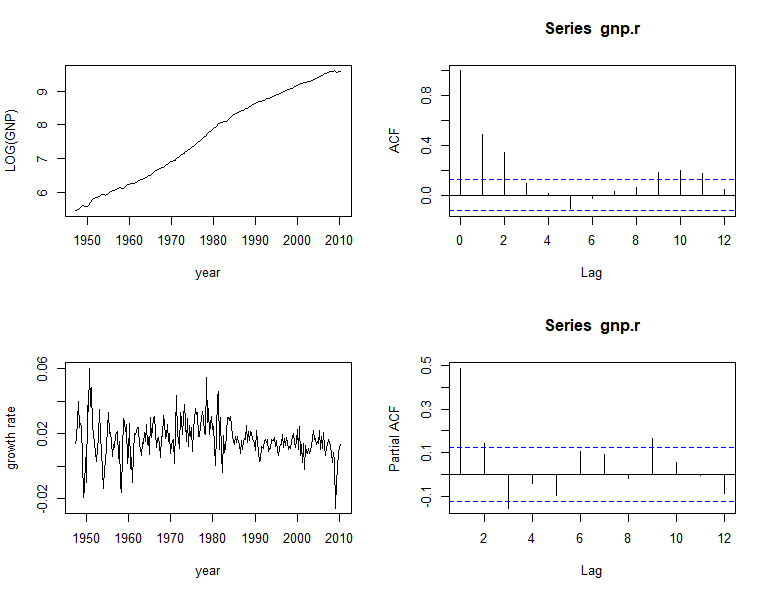 LOG(GNP)
9
8
7
6
1950 1960 1970 1980 1990 2000 2010
year
Series gnp.r
ACF
0.8
0.4
0.0
0 2 4 6 8 10 12
Lag
growth rate
0.06
0.02
-0.02
1950 1960 1970 1980 1990 2000 2010
year
Series gnp.r
Partial ACF
0.5
0.3
0.1
-0.1
2 4 6 8 10 12
Lag